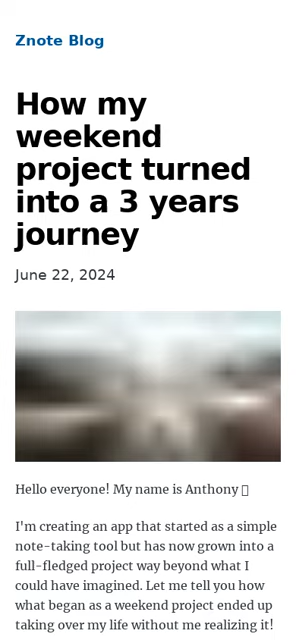 Znote Blog
How my
weekend
project turned
into a 3 years
journey
June 22, 2024
Hello everyone! My name is Anthony
I'm creating an app that started as a simple
note-taking tool but has now grown into a
full-fledged project way beyond what I
could have imagined. Let me tell you how
what began as a weekend project ended up
taking over my life without me realizing it!